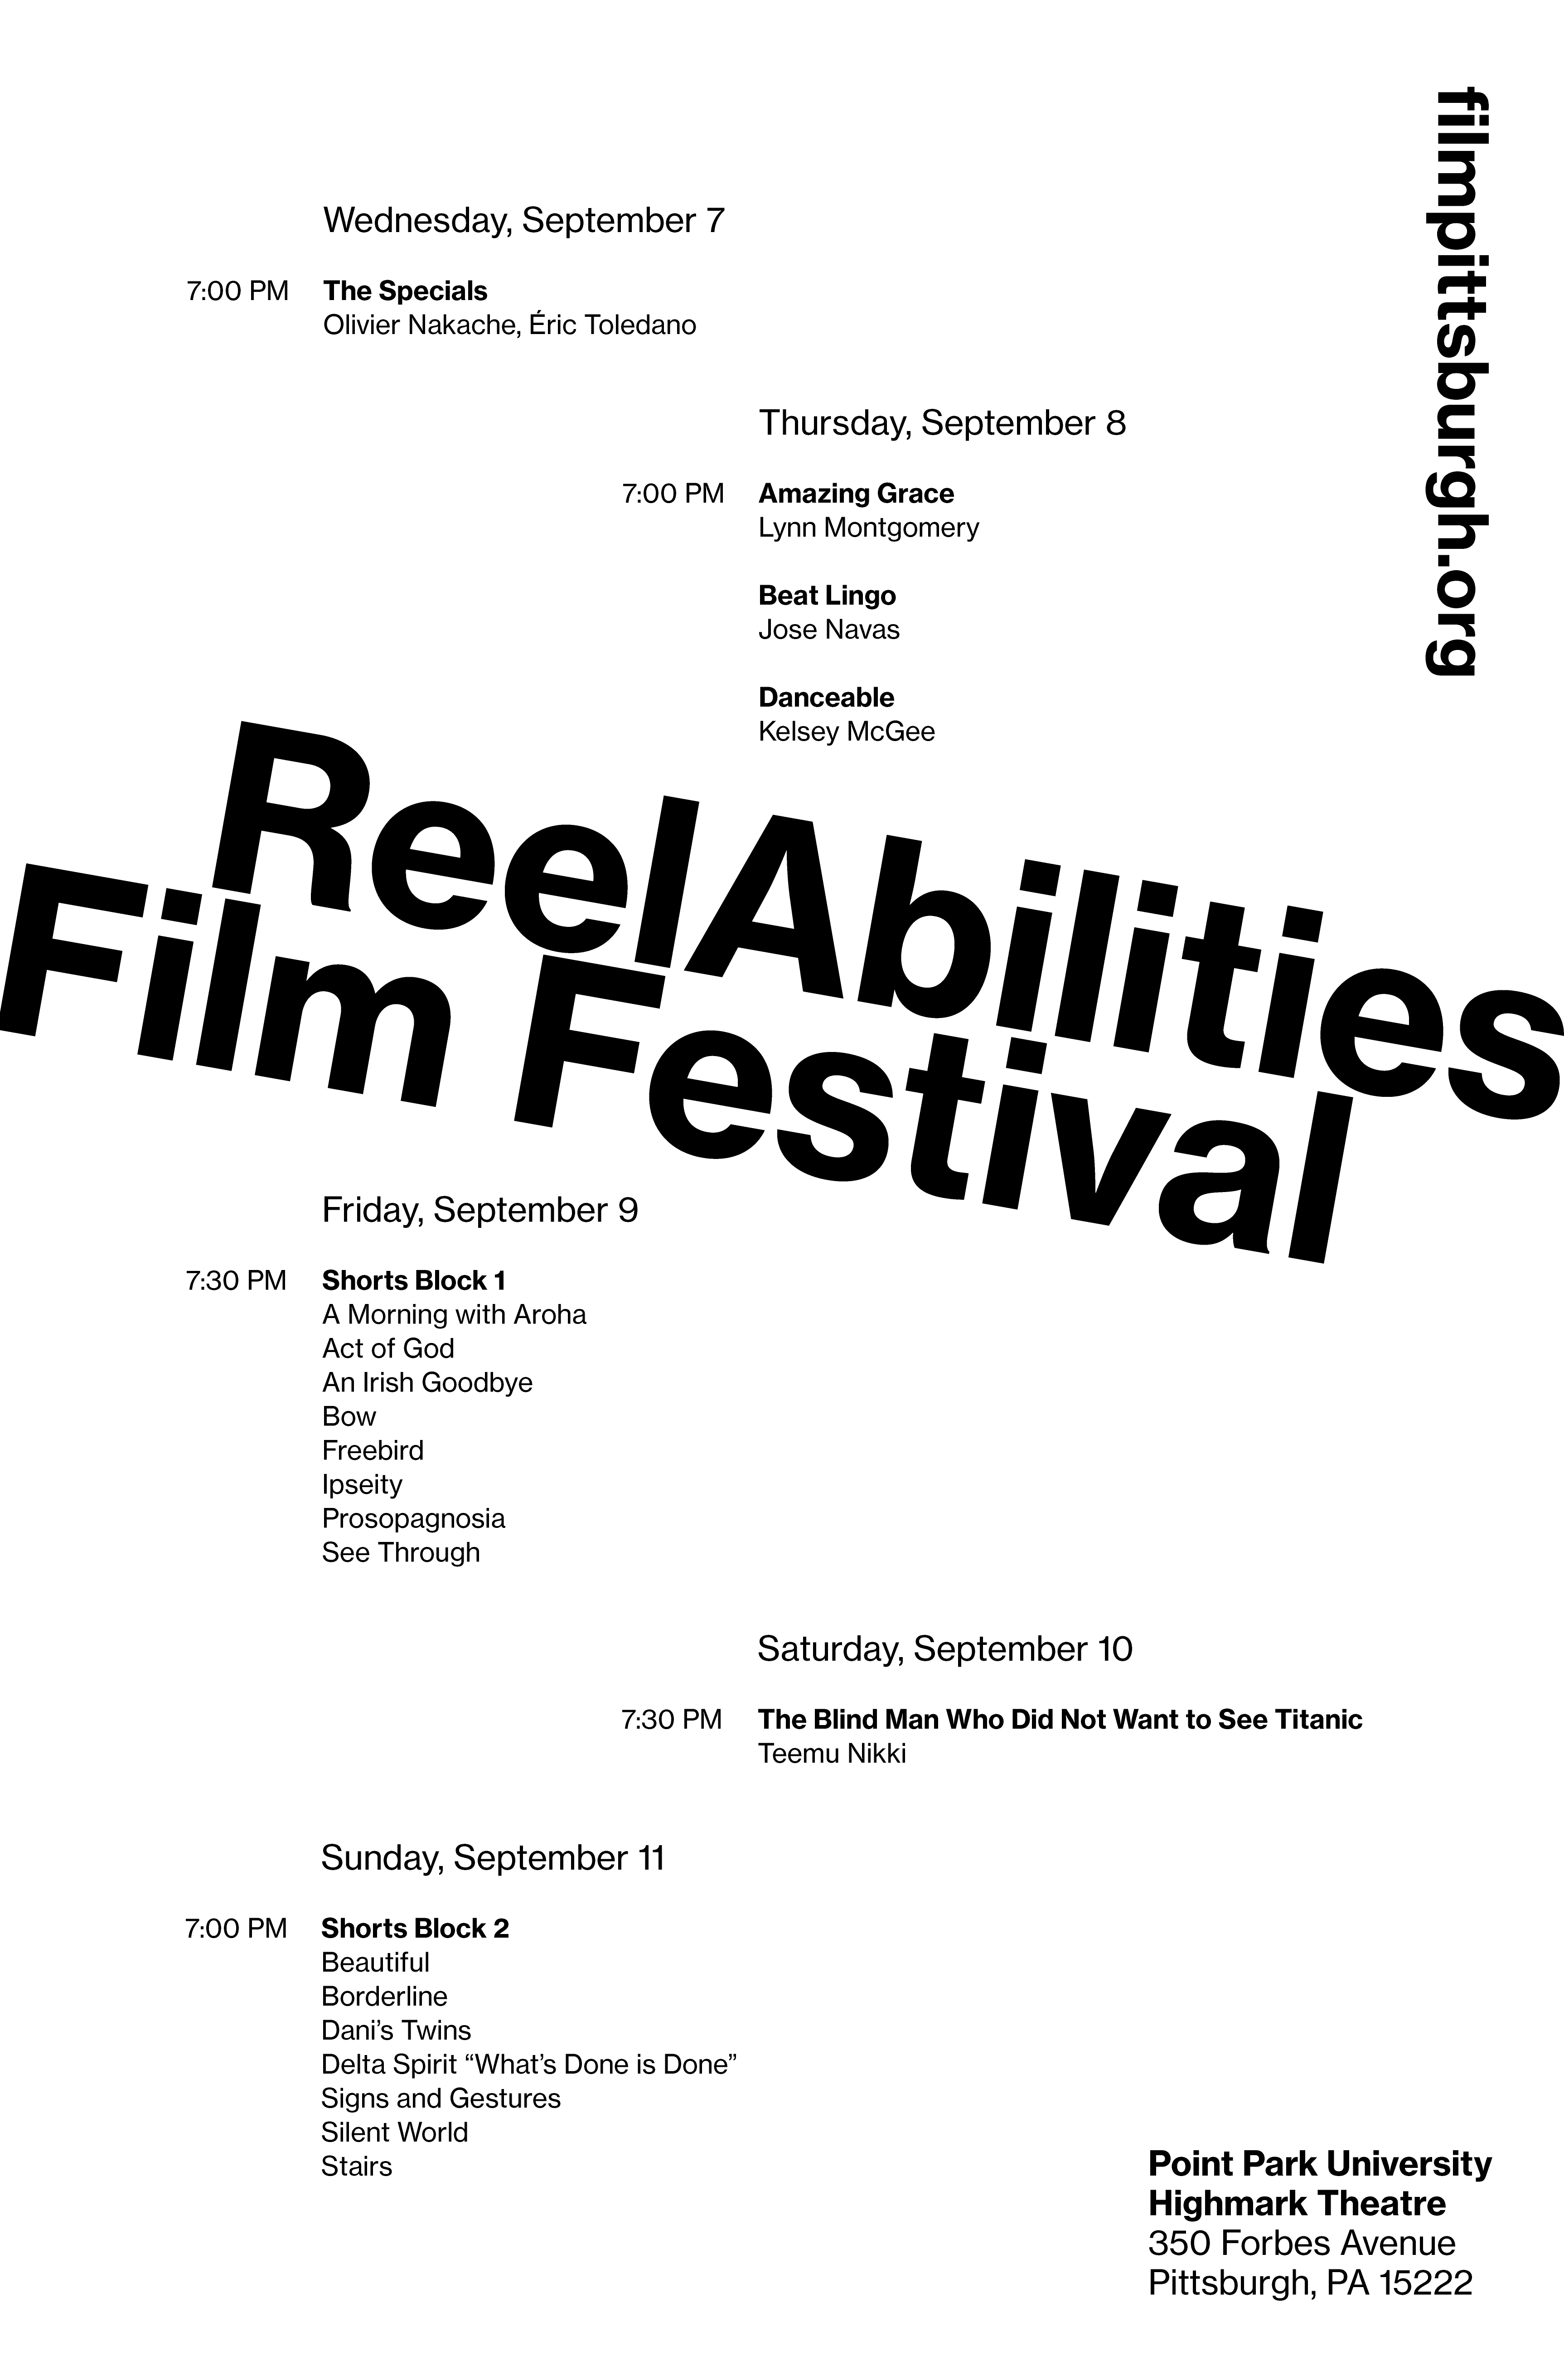 filmpittsburgh.org
Wednesday, September 7
7:00 PM The Specials
Olivier Nakache, Éric Toledano
Thursday, September 8
7:00 PM Amazing Grace
Lynn Montgomery
Beat Lingo
Jose Navas
Danceable
Kelsey McGee
ReelAbilities
Film Festival
Friday, September 9
7:30 PM Shorts Block 1
A Morning with Aroha
Act of God
An Irish Goodbye
Bow
Freebird
Ipseity
Prosopagnosia
See Through
Saturday, September 10
7:30 PM The Blind Man Who Did Not Want to See Titanic
Teemu Nikki
Sunday, September 11
7:00 PM Shorts Block 2
Beautiful
Borderline
Dani’s Twins
Delta Spirit “What’s Done is Done”
Signs and Gestures
Silent World
Stairs
Point Park University
Highmark Theatre
350 Forbes Avenue
Pittsburgh, PA 15222